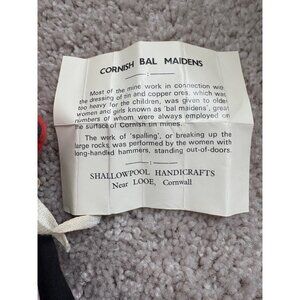 CORNISH BAL MAIDENS
Most of the mine work in connection with
the dressing of tin and copper ores, which was
too heavy for the children, was given to older
women and girls known as 'bal maidens', great
numbers of whom were always employed on
the surface of Cornish tin mines.
The work of 'spalling', or breaking up the
large rocks, was performed by the women with
long-handled hammers, standing out-of-doors.
SHALLOWPOOL HANDICRAFTS
Near LOOE, Cornwall